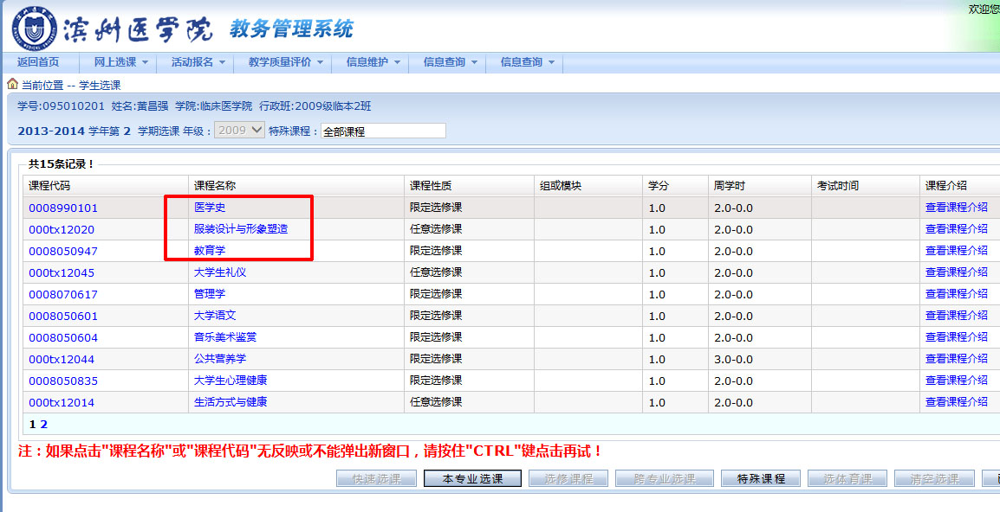 滨州医学院 教务管理系统
欢迎您
返回首页 网上选课 活动报名 教学质量评价 信息维护 信息查询 信息查询
当前位置 -- 学生选课
学号:095010201 姓名:黄昌强 学院:临床医学院 行政班:2009级临本2班
2013-2014 学年第 2 学期选课 年级：2009 特殊课程：全部课程
共15条记录！
课程代码 课程名称 课程性质 组或模块 学分 周学时 考试时间 课程介绍
0008990101 医学史 限定选修课 1.0 2.0-0.0 查看课程介绍
000tx12020 服装设计与形象塑造 任意选修课 1.0 2.0-0.0 查看课程介绍
0008050947 教育学 限定选修课 1.0 2.0-0.0 查看课程介绍
000tx12045 大学生礼仪 任意选修课 1.0 2.0-0.0 查看课程介绍
0008070617 管理学 限定选修课 1.0 2.0-0.0 查看课程介绍
0008050601 大学语文 限定选修课 1.0 2.0-0.0 查看课程介绍
0008050604 音乐美术鉴赏 限定选修课 1.0 2.0-0.0 查看课程介绍
000tx12044 公共营养学 限定选修课 1.0 3.0-0.0 查看课程介绍
0008050835 大学生心理健康 限定选修课 1.0 2.0-0.0 查看课程介绍
000tx12014 生活方式与健康 任意选修课 1.0 2.0-0.0 查看课程介绍
1 2
注：如果点击"课程名称"或"课程代码"无反映或不能弹出新窗口，请按住"CTRL"键点击再试！
快速选课 本专业选课 选修课程 跨专业选课 特殊课程 选体育课 清空选课